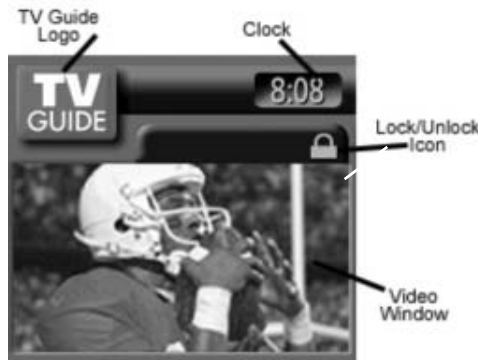 TV Guide
Logo
Clock
TV
GUIDE
8:08
Lock/Unlock
Icon
Video
Window